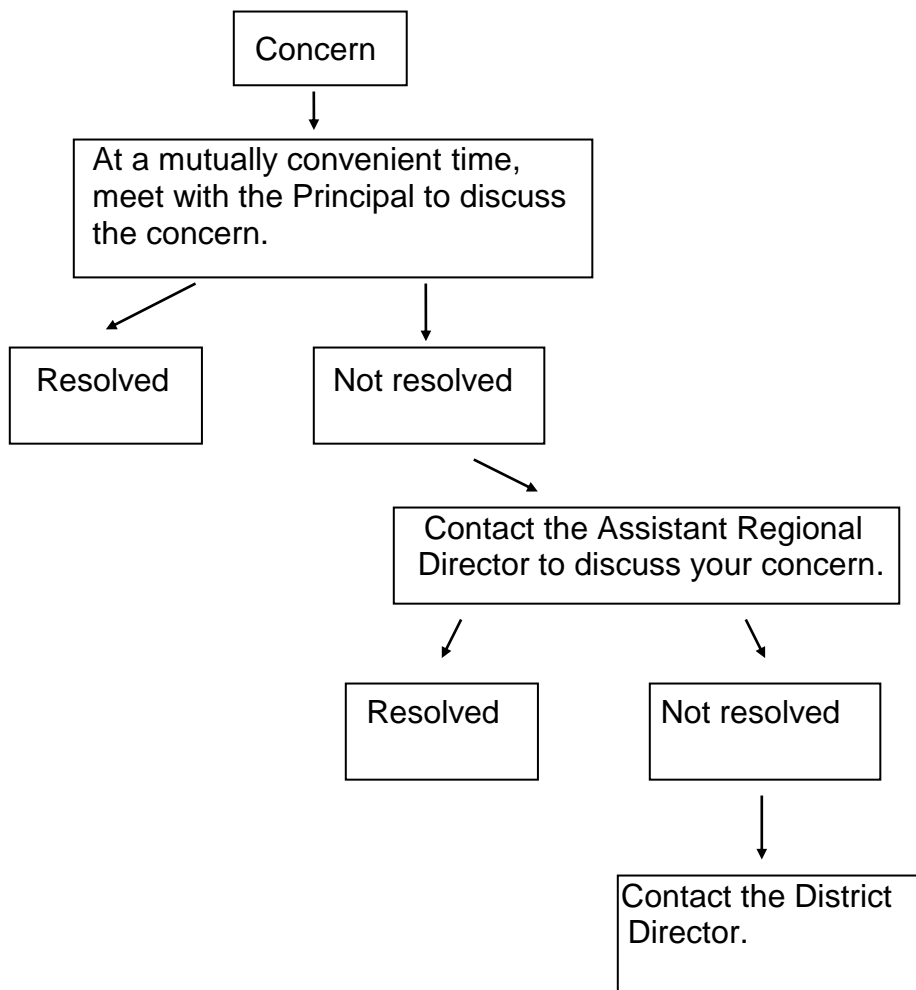 Concern
At a mutually convenient time,
meet with the Principal to discuss
the concern.
Resolved
Not resolved
Contact the Assistant Regional
Director to discuss your concern.
Resolved
Not resolved
Contact the District
Director.